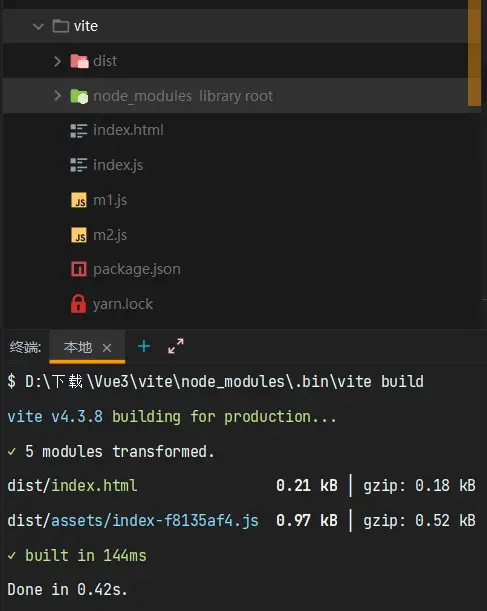 vite
dist
node_modules library root
index.html
index.js
JS m1.js
JS m2.js
package.json
yarn.lock
终端: 本地 × +
$ D:\下载\Vue3\vite\node_modules\.bin\vite build
vite v4.3.8 building for production...
✓ 5 modules transformed.
dist/index.html 0.21 kB │ gzip: 0.18 kB
dist/assets/index-f8135af4.js 0.97 kB │ gzip: 0.52 kB
✓ built in 144ms
Done in 0.42s.